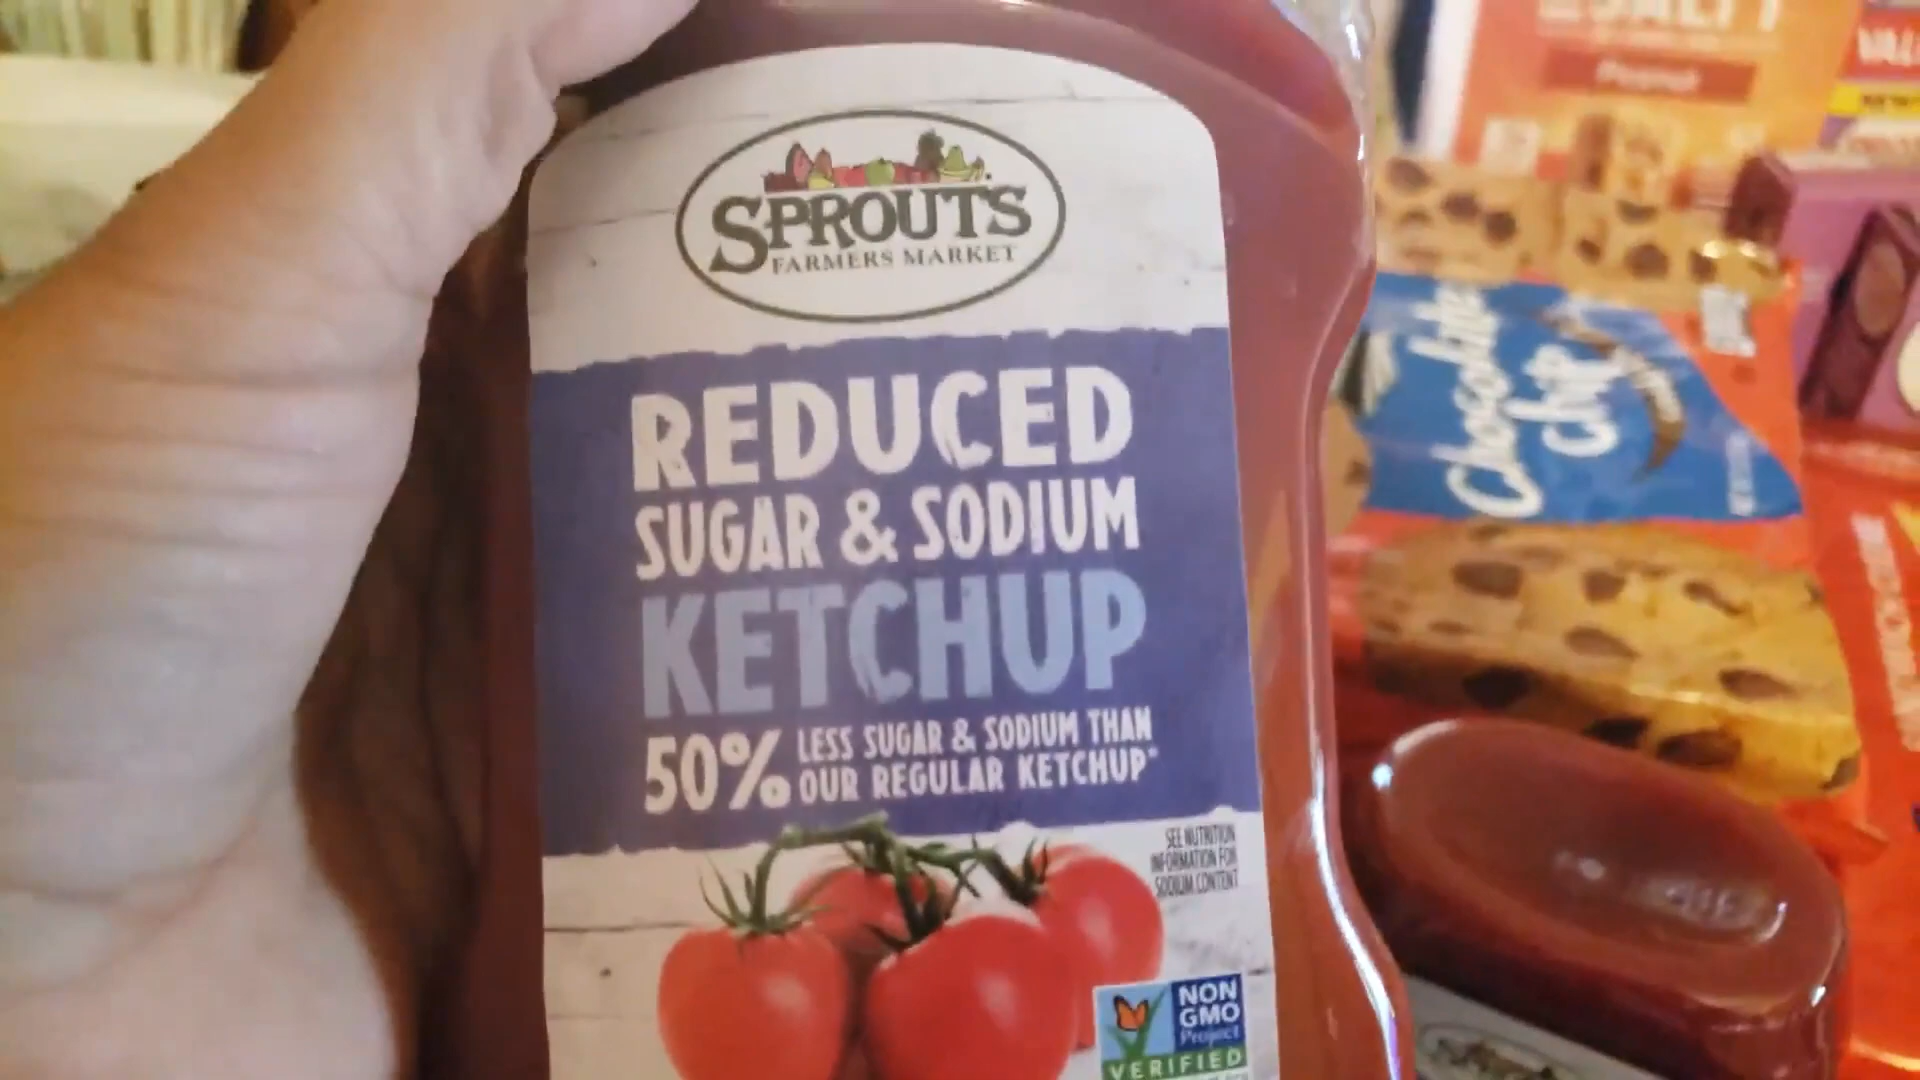 SPROUTS
FARMERS MARKET
REDUCED
SUGAR & SODIUM
KETCHUP
50% LESS SUGAR & SODIUM THAN
OUR REGULAR KETCHUP*
SEE NUTRITION
INFORMATION FOR
SODIUM CONTENT
NON
GMO
Project
VERIFIED
Peanut
Chocolate
chip